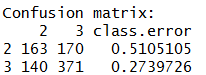 Confusion matrix:
2 3 class.error
2 163 170 0.5105105
3 140 371 0.2739726